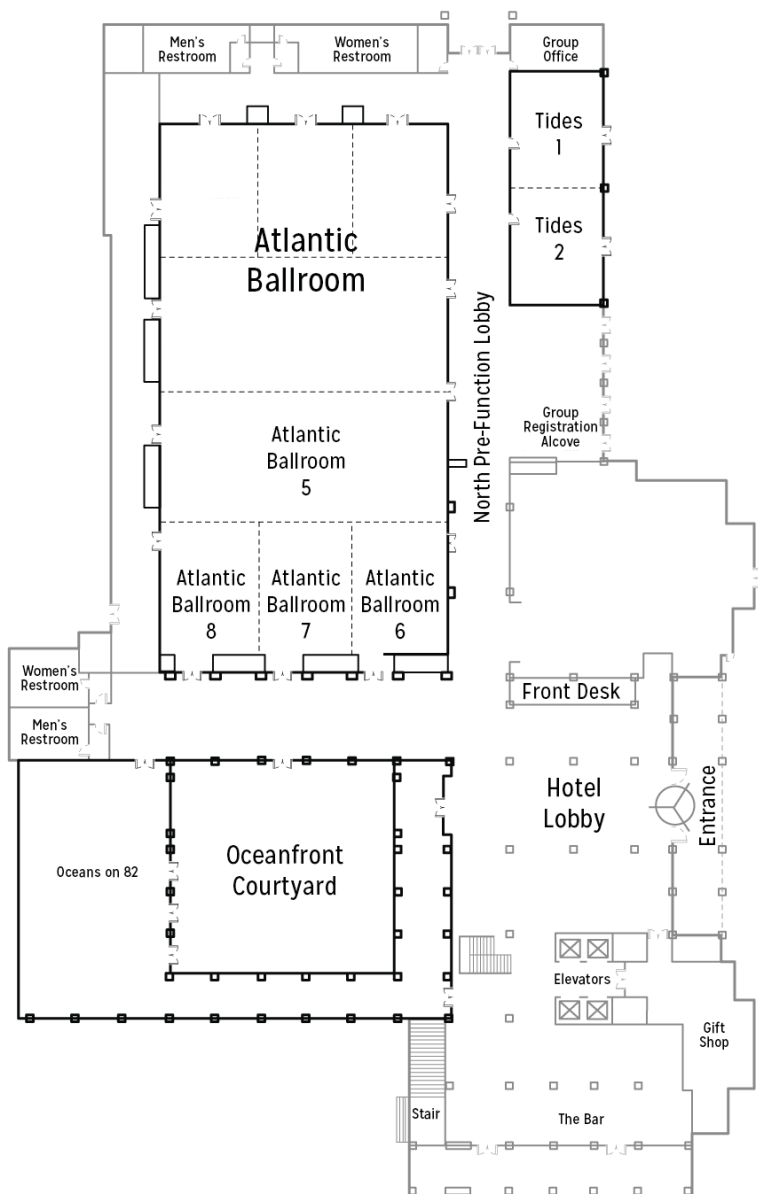 Men's
Restroom
Women's
Restroom
Group
Office
Tides
1
Tides
2
Atlantic
Ballroom
North Pre-Function Lobby
Group
Registration
Alcove
Atlantic
Ballroom
5
Atlantic
Ballroom
8
Atlantic
Ballroom
7
Atlantic
Ballroom
6
Women's
Restroom
Men's
Restroom
Front Desk
Hotel
Lobby
Entrance
Oceans on 82
Oceanfront
Courtyard
Elevators
Gift
Shop
Stair
The Bar